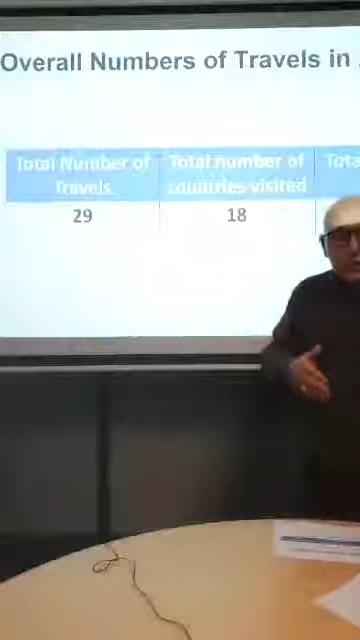 Overall Numbers of Travels in
Total Number of Travels
Total number of countries visited
29
18